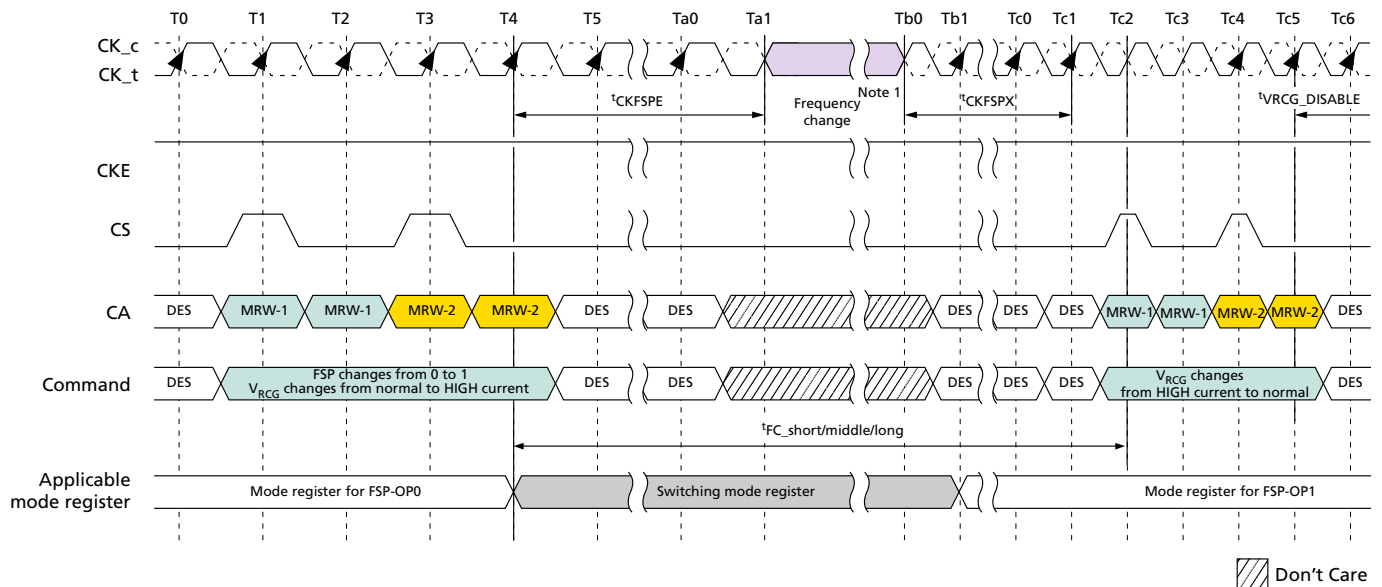 T0 T1 T2 T3 T4 T5 Ta0 Ta1 Tb0 Tb1 Tc0 Tc1 Tc2 Tc3 Tc4 Tc5 Tc6
CK_c
CK_t
Note 1
tCKFSPE
Frequency
change
tCKFSPX
tVRCG_DISABLE
CKE
CS
CA
DES MRW-1 MRW-1 MRW-2 MRW-2 DES DES DES DES DES MRW-1 MRW-1 MRW-2 MRW-2 DES
Command
DES
FSP changes from 0 to 1
VRCG changes from normal to HIGH current
DES DES DES DES DES
VRCG changes
from HIGH current to normal
DES
tFC_short/middle/long
Applicable
mode register
Mode register for FSP-OP0
Switching mode register
Mode register for FSP-OP1
Don't Care